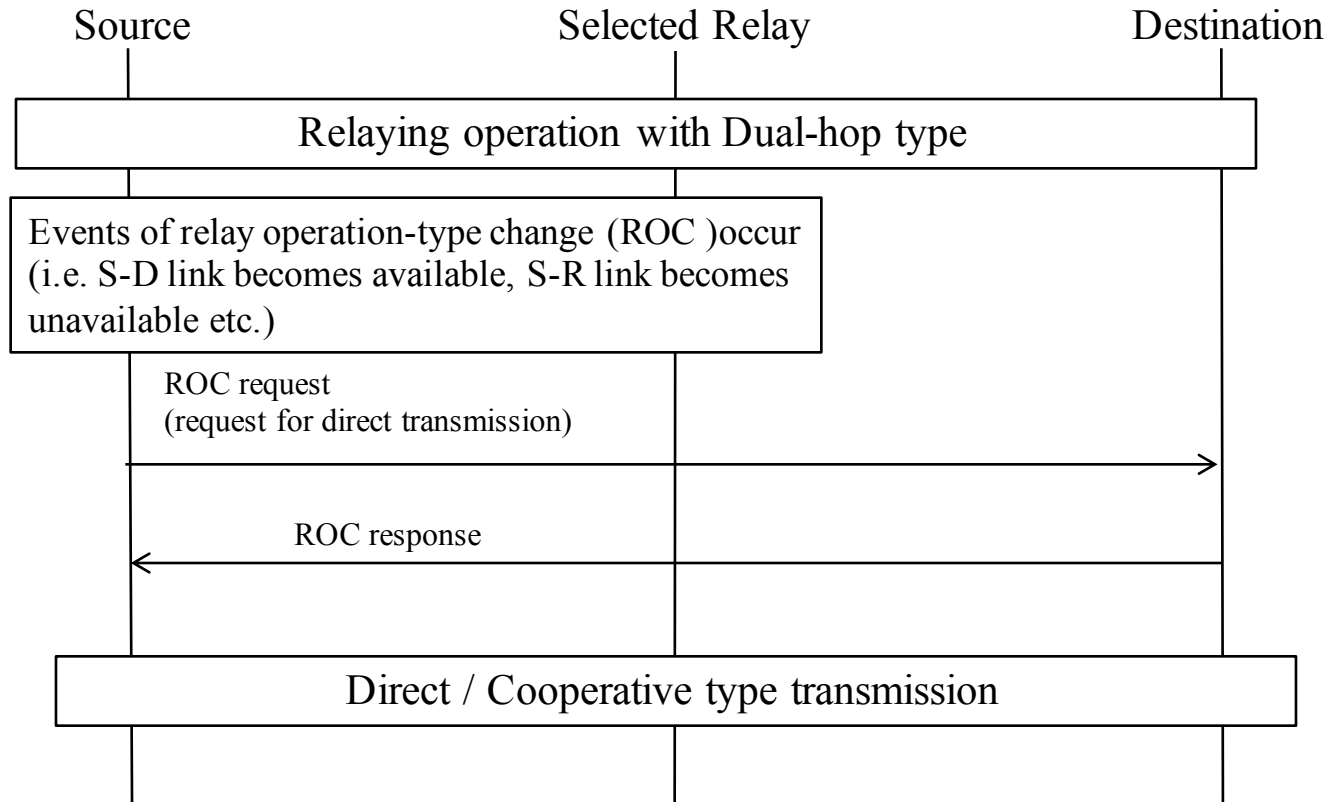 Source Selected Relay Destination
Relaying operation with Dual-hop type
Events of relay operation-type change (ROC )occur
(i.e. S-D link becomes available, S-R link becomes
unavailable etc.)
ROC request
(request for direct transmission)
ROC response
Direct / Cooperative type transmission